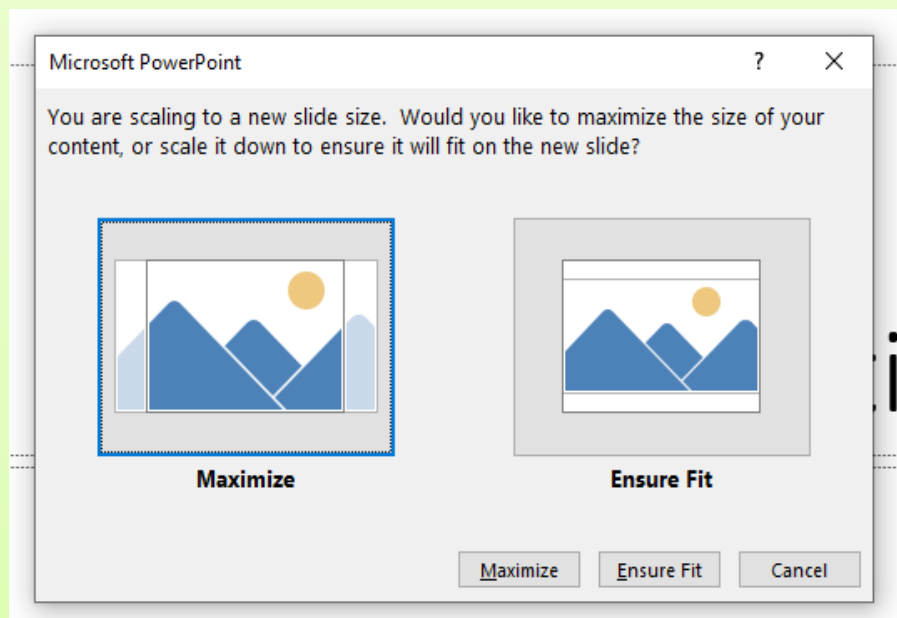 Microsoft PowerPoint
?
You are scaling to a new slide size. Would you like to maximize the size of your
content, or scale it down to ensure it will fit on the new slide?
Maximize
Ensure Fit
Maximize
Ensure Fit
Cancel